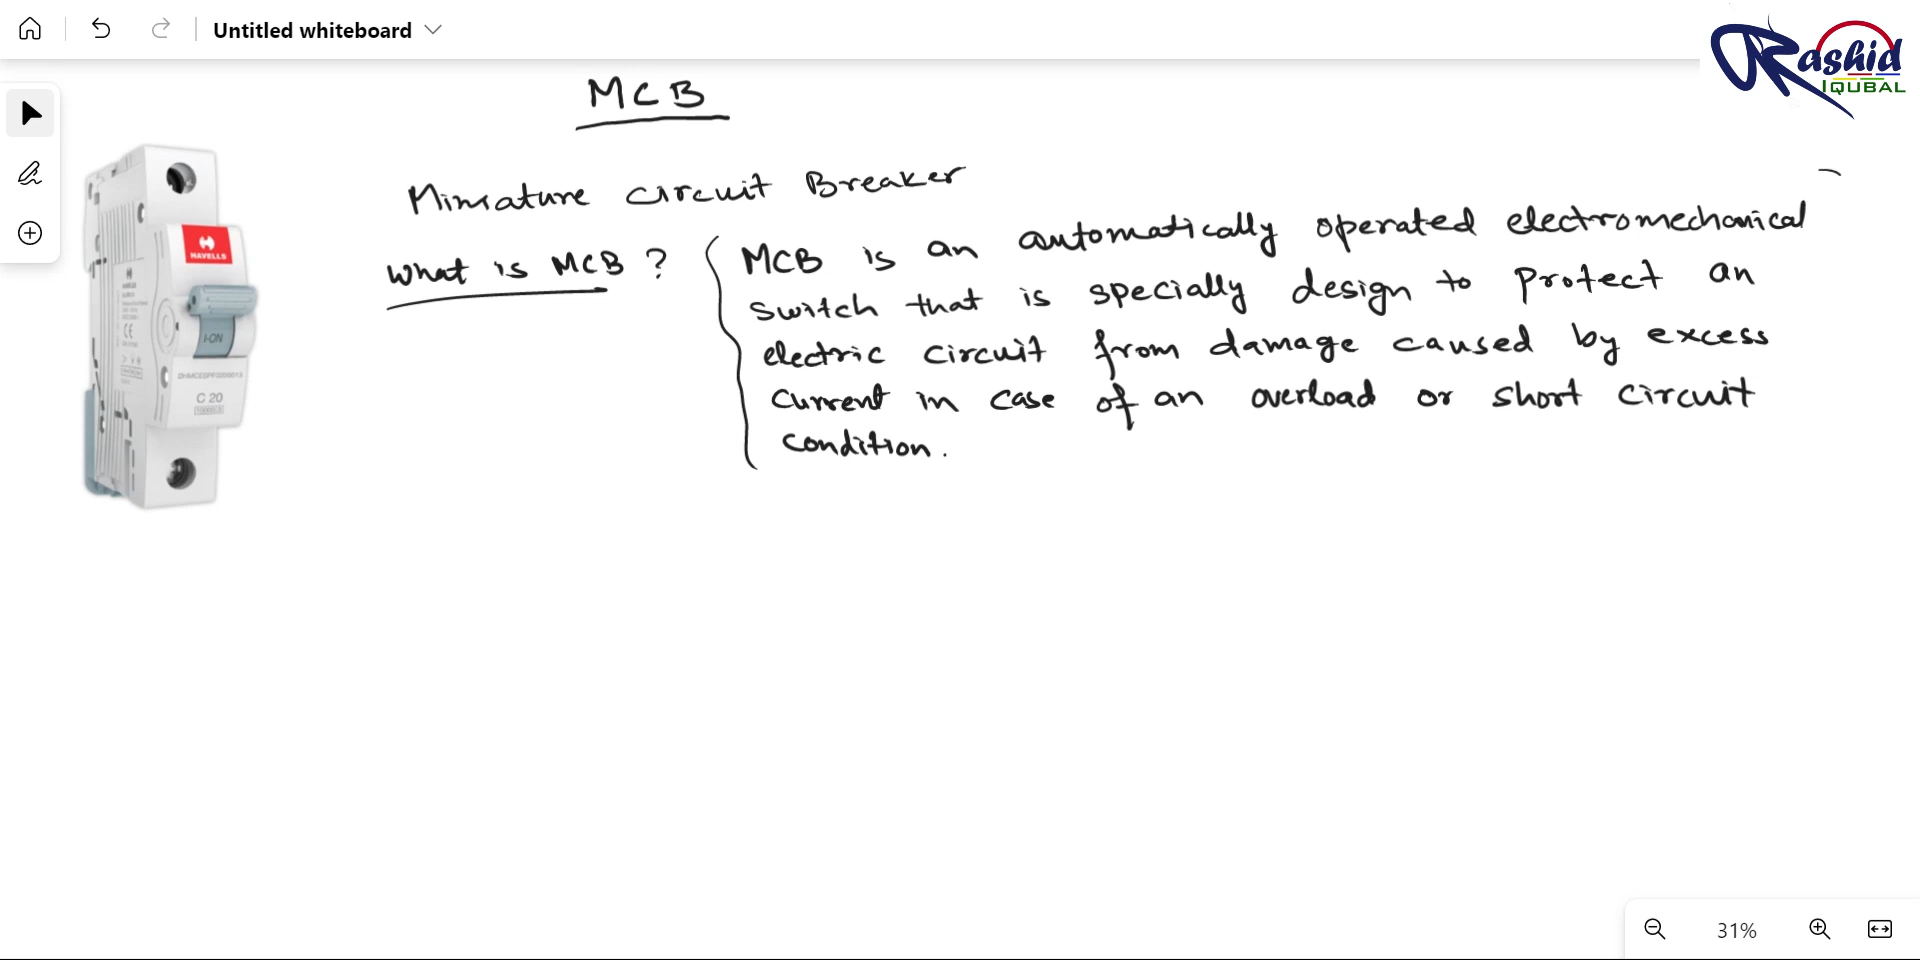 Untitled whiteboard
Rashid
IQUBAL
MCB
Miniature Circuit Breaker
What is MCB ?
MCB is an automatically operated electromechanical
switch that is specially design to protect an
electric circuit from damage caused by excess
current in case of an overload or short circuit
condition.
HAVELLS
I-ON
C 20
31%